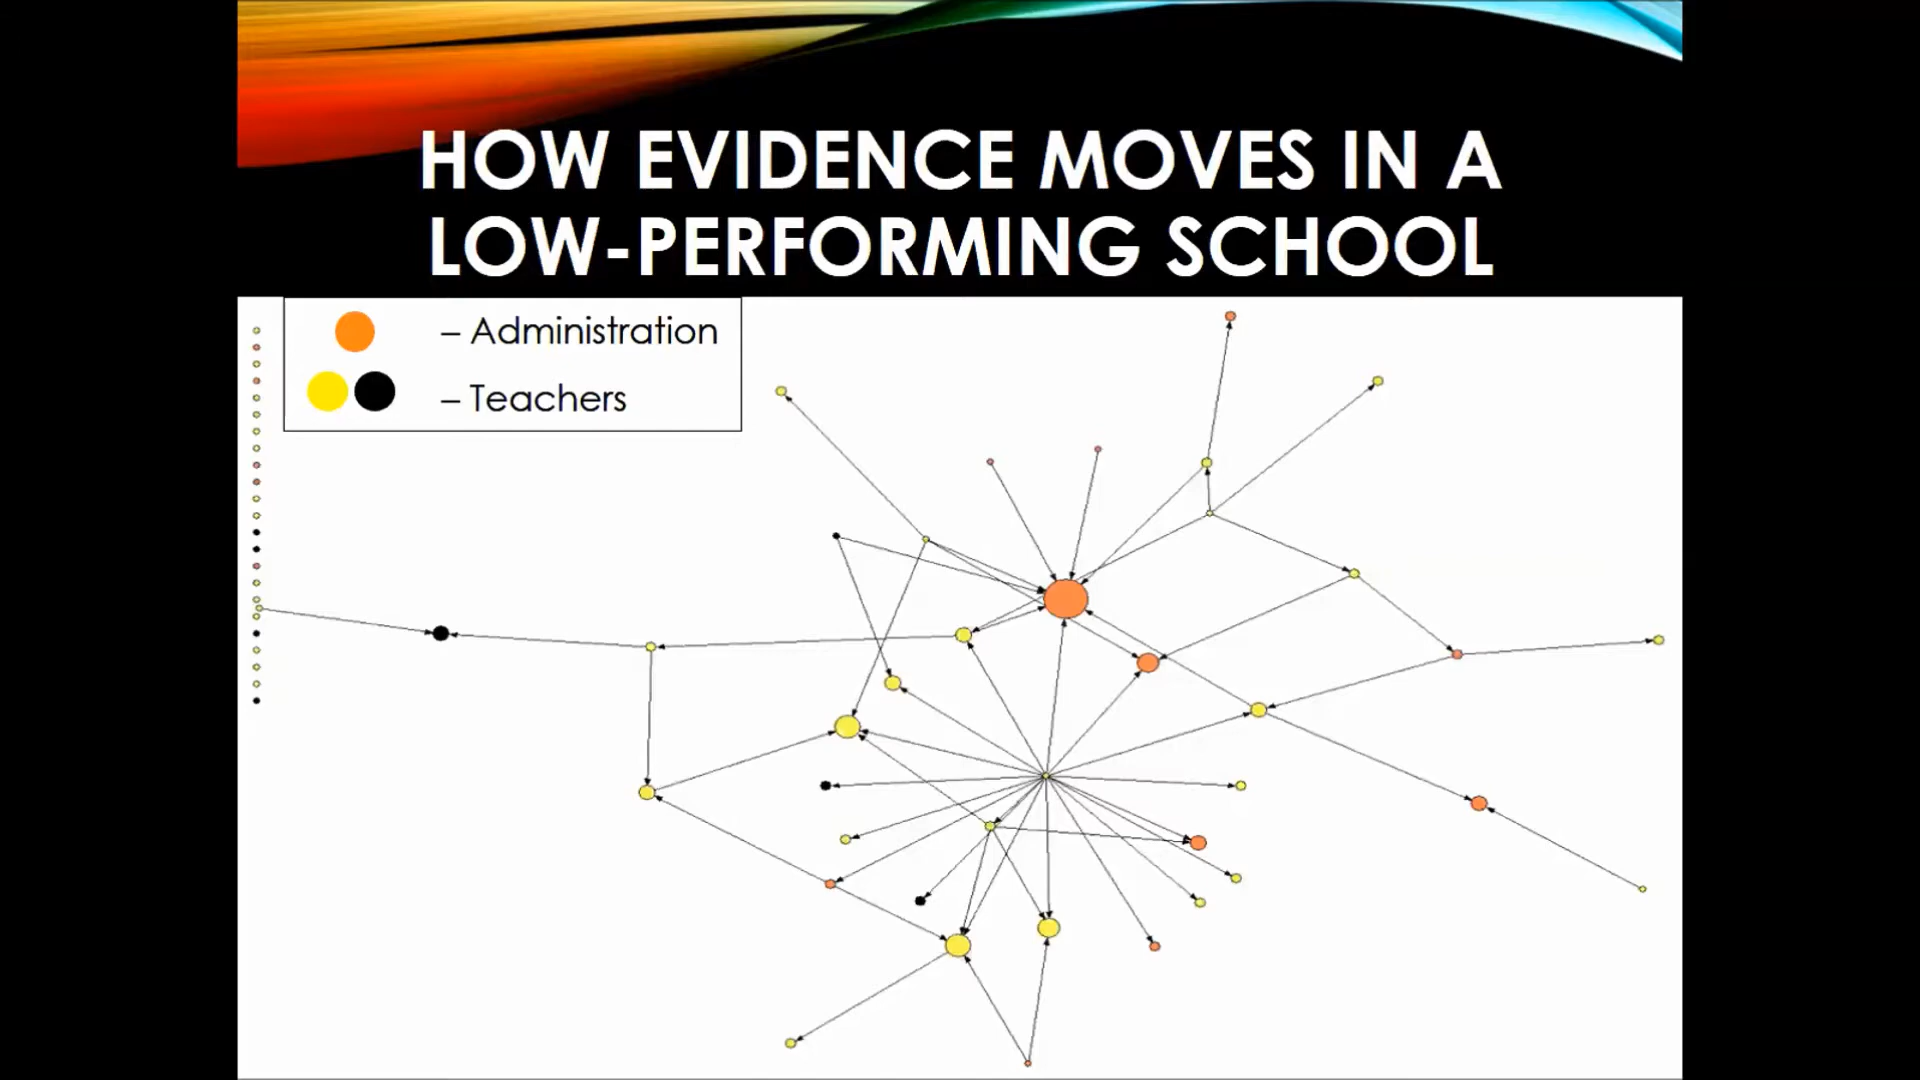 HOW EVIDENCE MOVES IN A
LOW-PERFORMING SCHOOL
– Administration
– Teachers